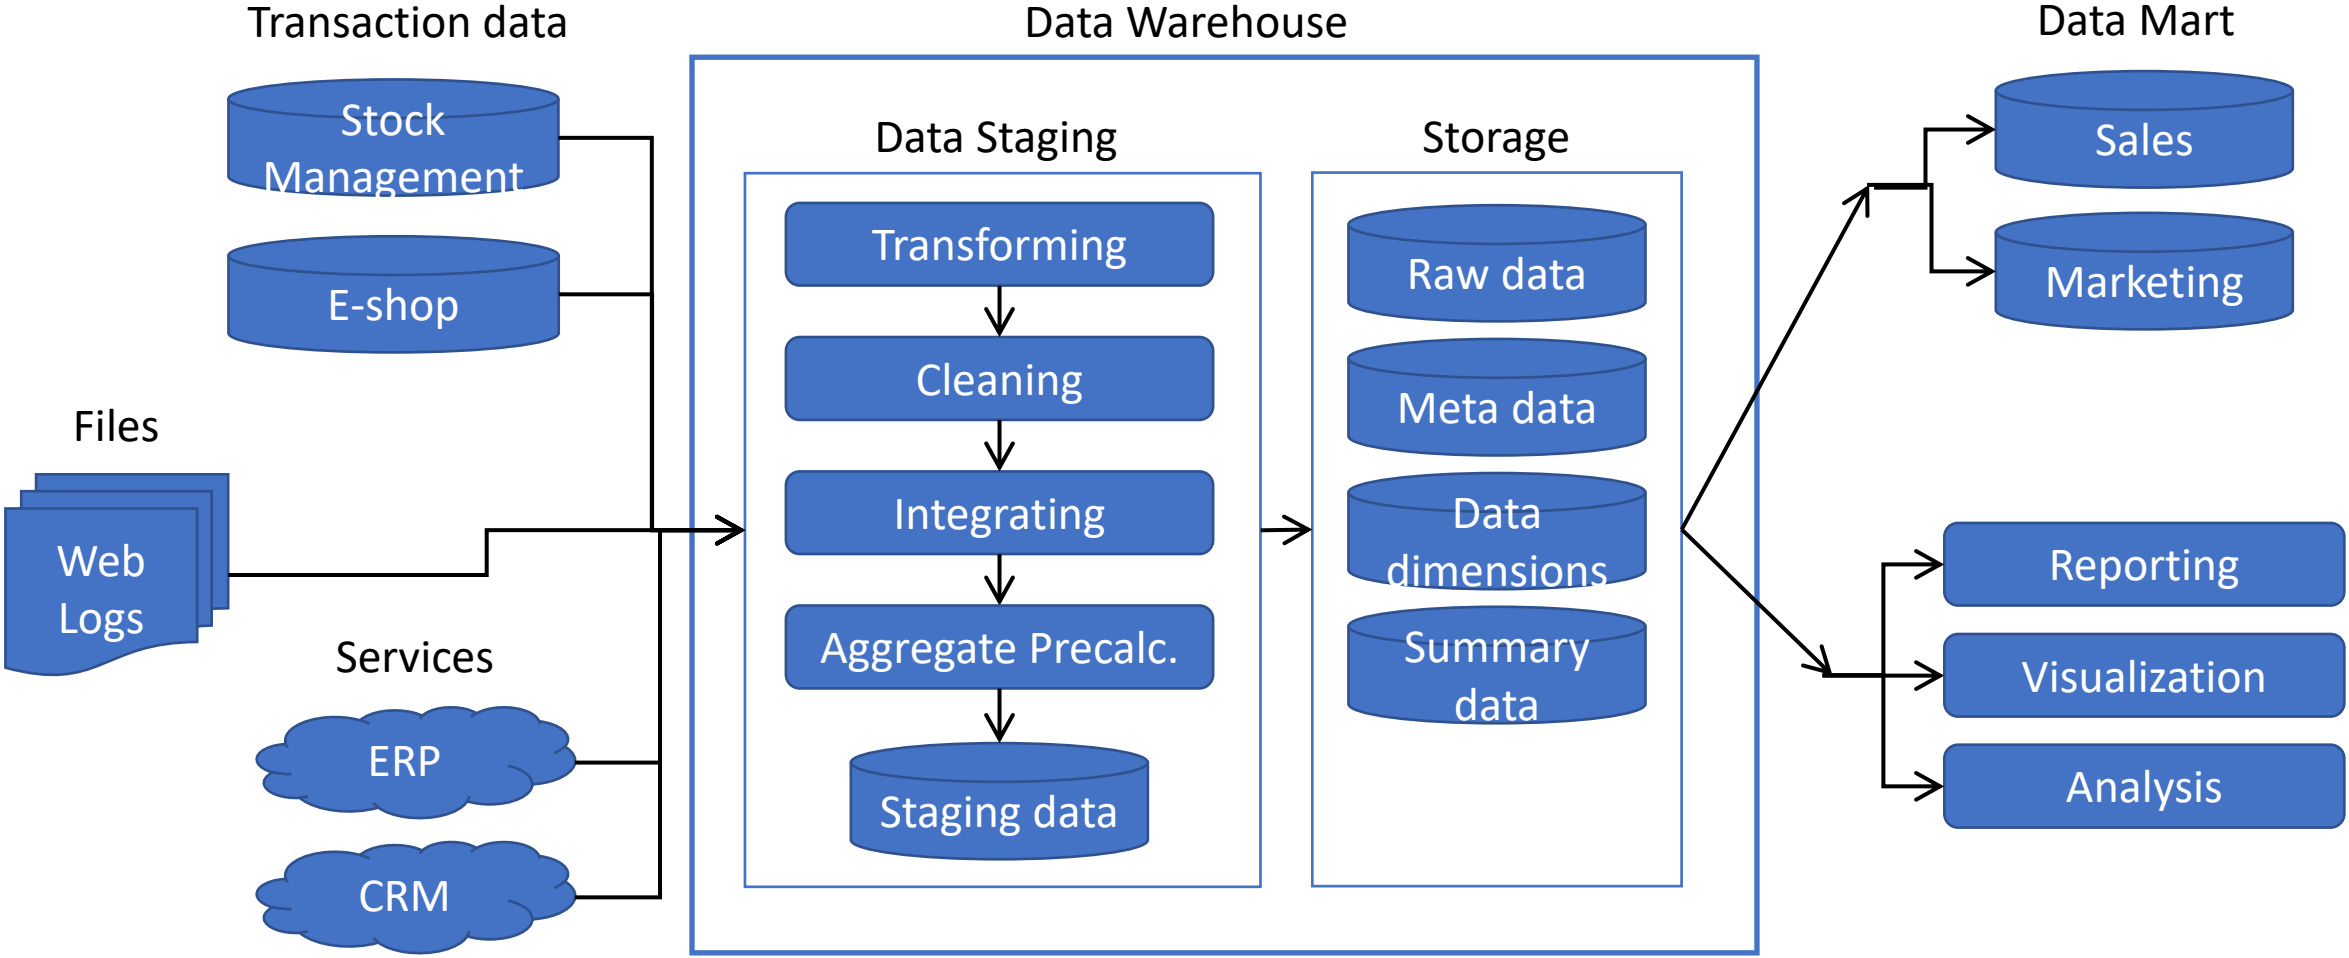 Transaction data
Stock
Management
E-shop
Files
Web
Logs
Services
ERP
CRM
Data Warehouse
Data Staging
Transforming
Cleaning
Integrating
Aggregate Precalc.
Staging data
Storage
Raw data
Meta data
Data
dimensions
Summary
data
Data Mart
Sales
Marketing
Reporting
Visualization
Analysis